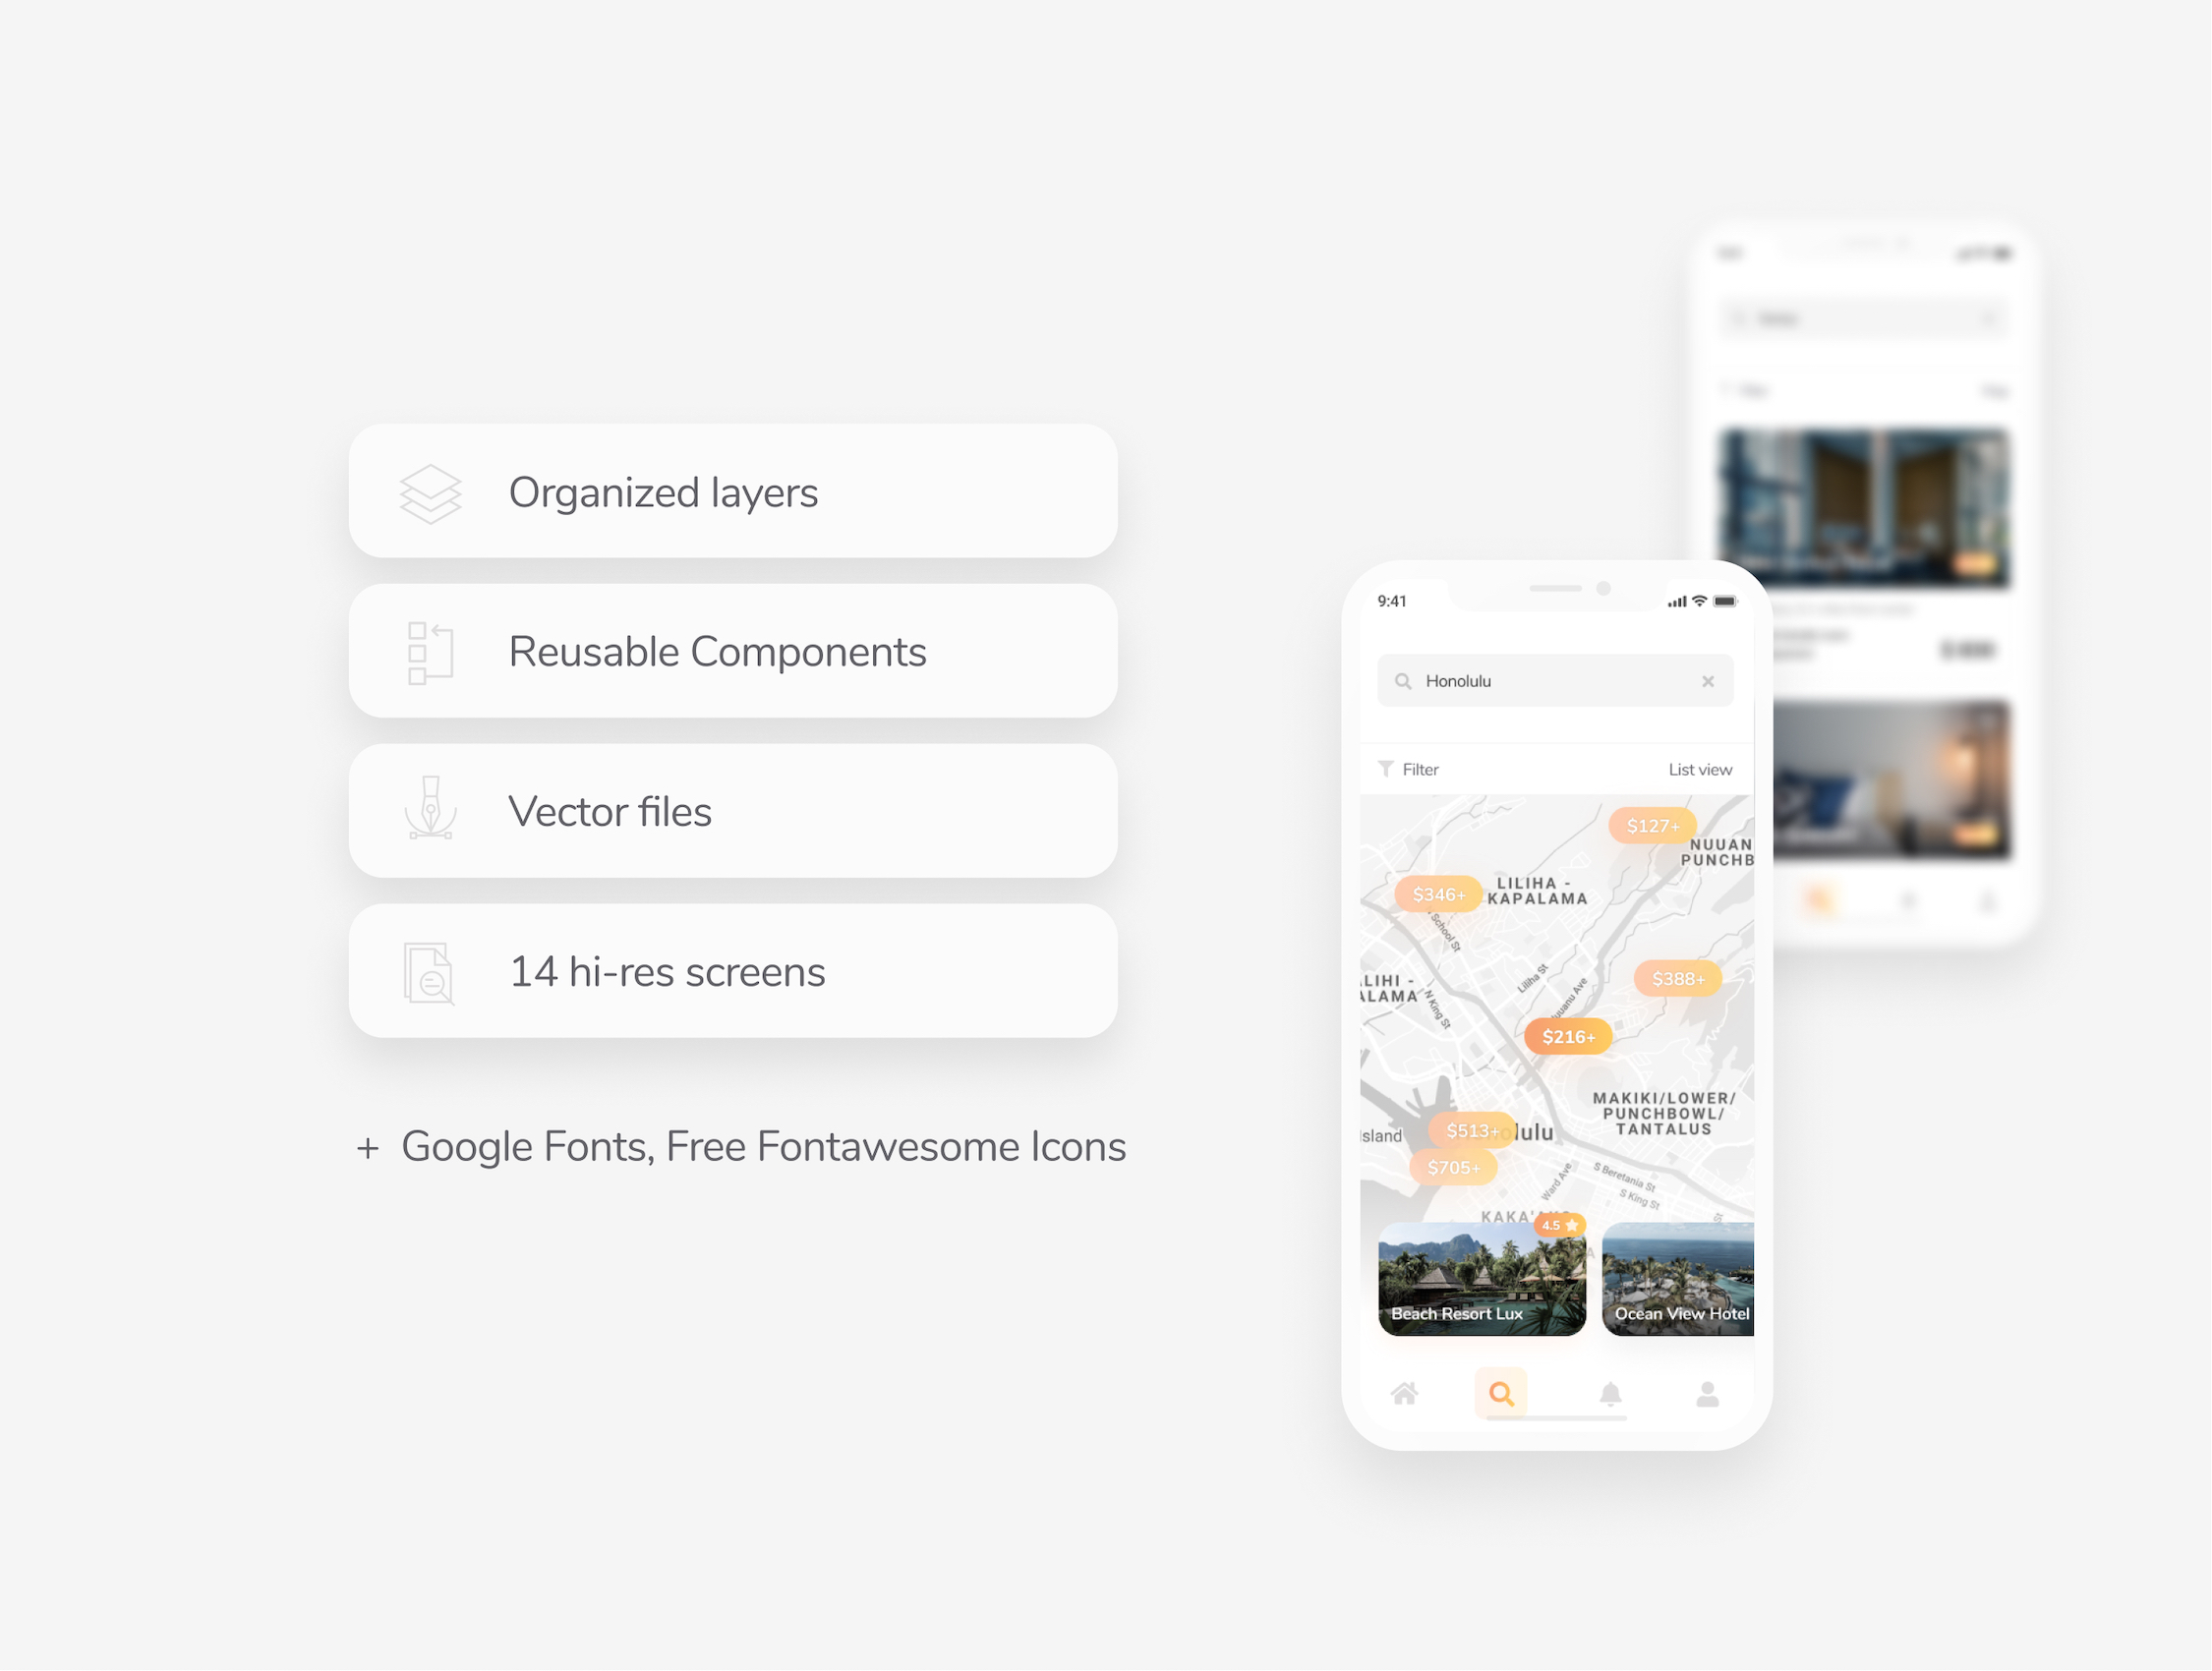 Organized layers
Reusable Components
Vector files
14 hi-res screens
+ Google Fonts, Free Fontawesome Icons
9:41
Honolulu
Filter
List view
$127+
NUUAN
PUNCHB
$346+
LILIHA -
KAPALAMA
School St
Liliha St
$388+
LIHI -
ALAMA
N King St
uuanu Ave
$216+
MAKIKI/LOWER/
PUNCHBOWL/
TANTALUS
Island
$513+
lulu
$705+
Ward Ave
S Beretania St
S King St
St
KAKA'AKO
4.5
Beach Resort Lux
Ocean View Hotel